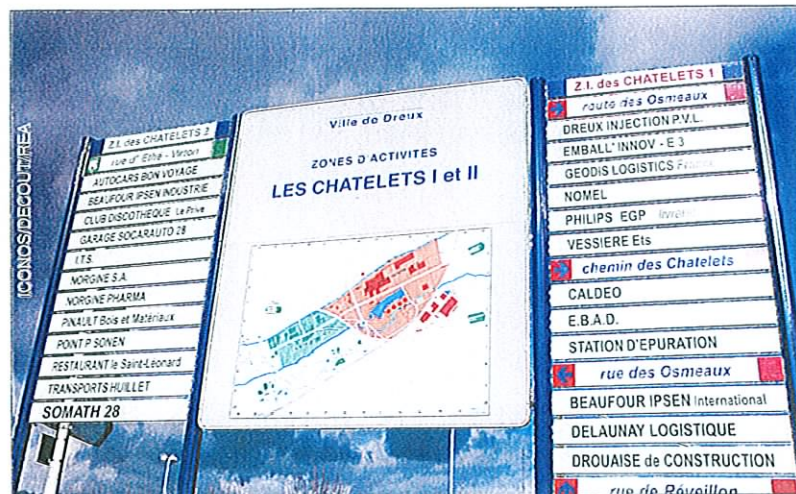 ICONOS/DECOUT/REA
Z.I. des CHATELETS 2
rue d' Ethe - Virton
AUTOCARS BON VOYAGE
BEAUFOUR IPSEN INDUSTRIE
CLUB DISCOTHEQUE Le Privé
GARAGE SOCARAUTO 28
I.T.S.
NORGINE S.A.
NORGINE PHARMA
PINAULT Bois et Matériaux
POINT P SONEN
RESTAURANT le Saint-Léonard
TRANSPORTS HUILLET
SOMATH 28
Ville de Dreux
ZONES D'ACTIVITES
LES CHATELETS I et II
Z.I. des CHATELETS 1
route des Osmeaux
DREUX INJECTION P.V.L.
EMBALL' INNOV - E 3
GEODIS LOGISTICS France
NOMEL
PHILIPS EGP
VESSIERE Ets
chemin des Chatelets
CALDEO
E.B.A.D.
STATION D'EPURATION
rue des Osmeaux
BEAUFOUR IPSEN International
DELAUNAY LOGISTIQUE
DROUAISE de CONSTRUCTION
rue de Réveillon